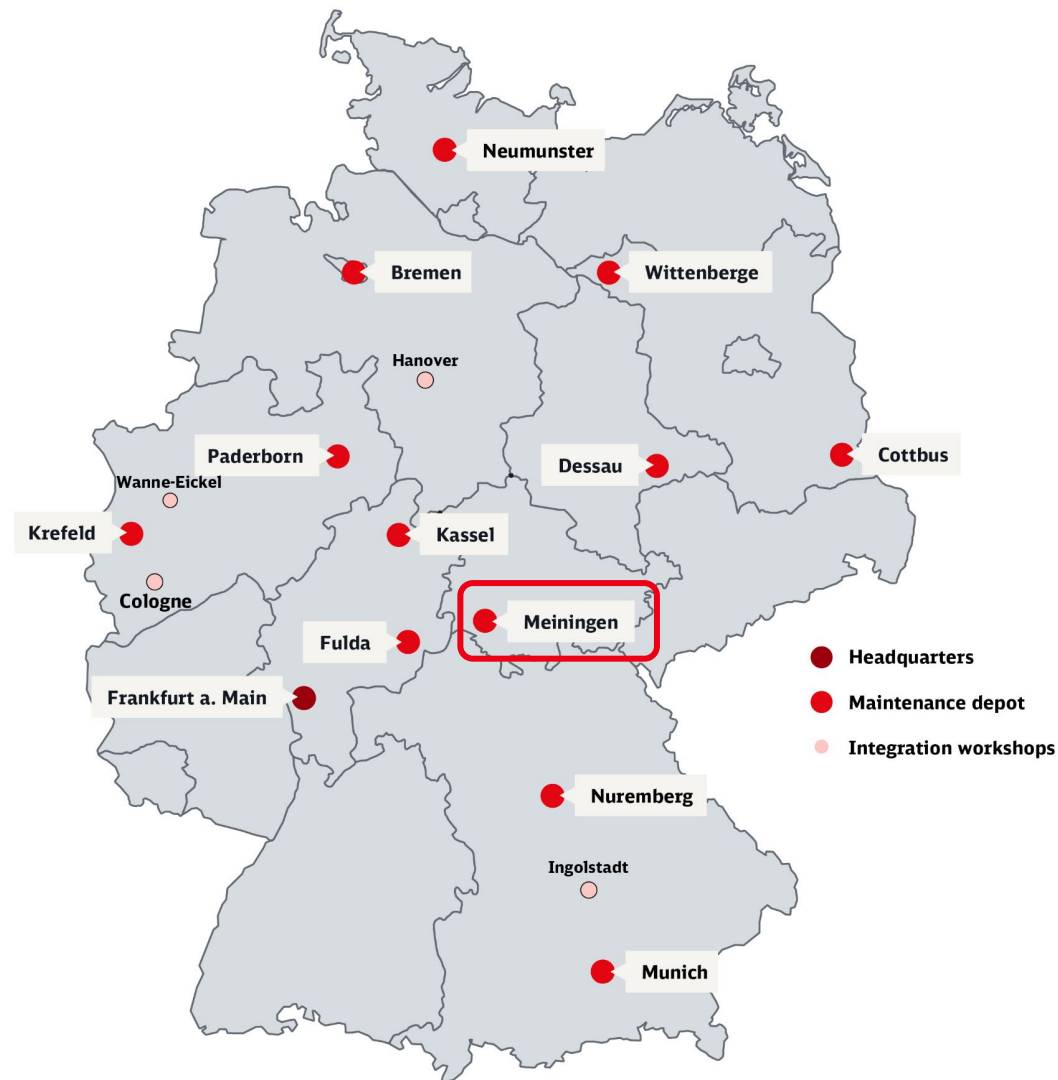 Neumunster
Bremen
Wittenberge
Hanover
Paderborn
Dessau
Cottbus
Wanne-Eickel
Krefeld
Kassel
Cologne
Meiningen
Fulda
Frankfurt a. Main
Headquarters
Maintenance depot
Integration workshops
Nuremberg
Ingolstadt
Munich